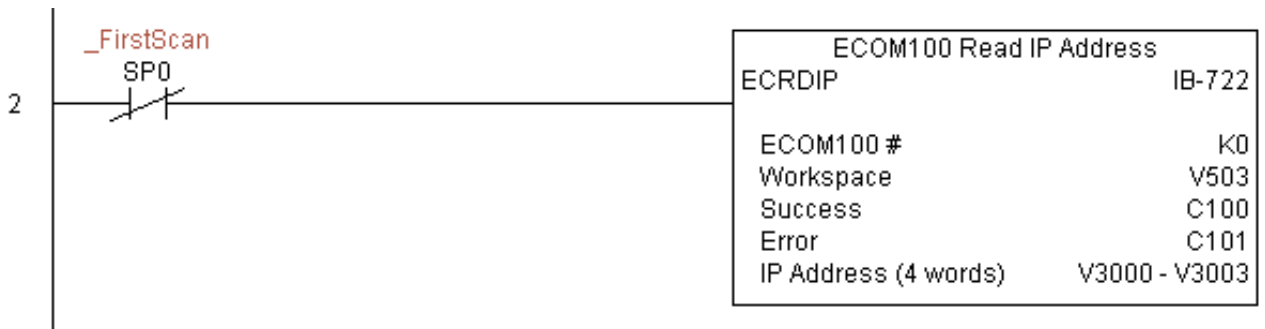 _FirstScan
SP0
2
ECOM100 Read IP Address
ECRDIP IB-722
ECOM100 # K0
Workspace V503
Success C100
Error C101
IP Address (4 words) V3000 - V3003